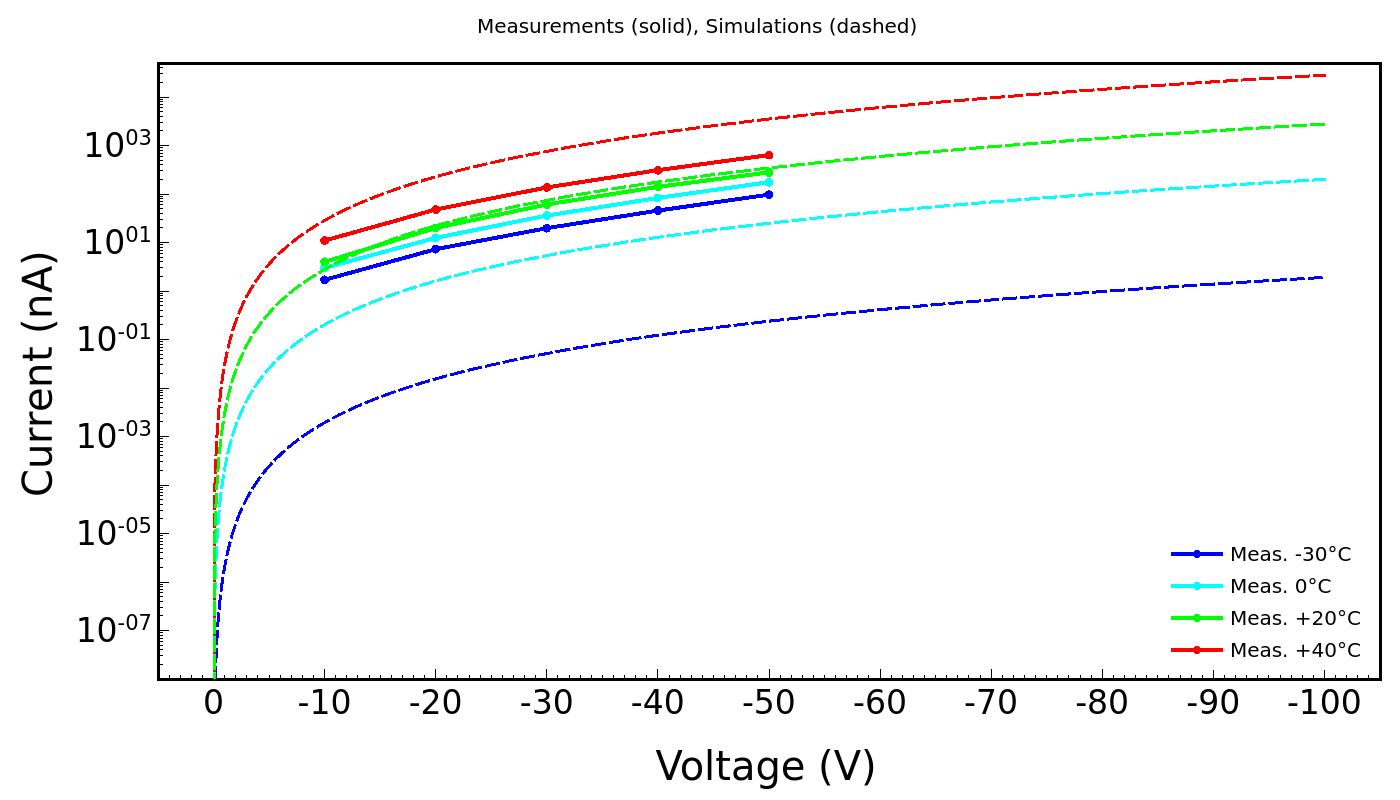 Measurements (solid), Simulations (dashed)
Current (nA)
10^03
10^01
10^-01
10^-03
10^-05
10^-07
0 -10 -20 -30 -40 -50 -60 -70 -80 -90 -100
Voltage (V)
Meas. -30°C
Meas. 0°C
Meas. +20°C
Meas. +40°C